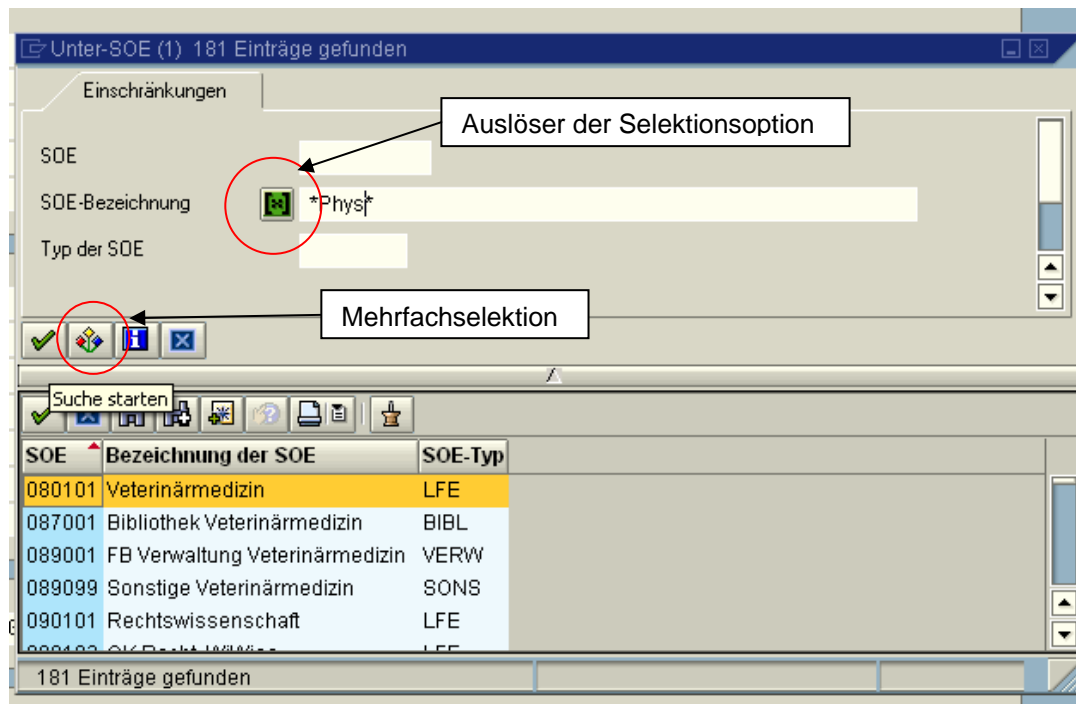 Unter-SOE (1) 181 Einträge gefunden
Einschränkungen
Auslöser der Selektionsoption
SOE
SOE-Bezeichnung *Phys*
Typ der SOE
Mehrfachselektion
Suche starten
SOE Bezeichnung der SOE SOE-Typ
080101 Veterinärmedizin LFE
087001 Bibliothek Veterinärmedizin BIBL
089001 FB Verwaltung Veterinärmedizin VERW
089099 Sonstige Veterinärmedizin SONS
090101 Rechtswissenschaft LFE
181 Einträge gefunden